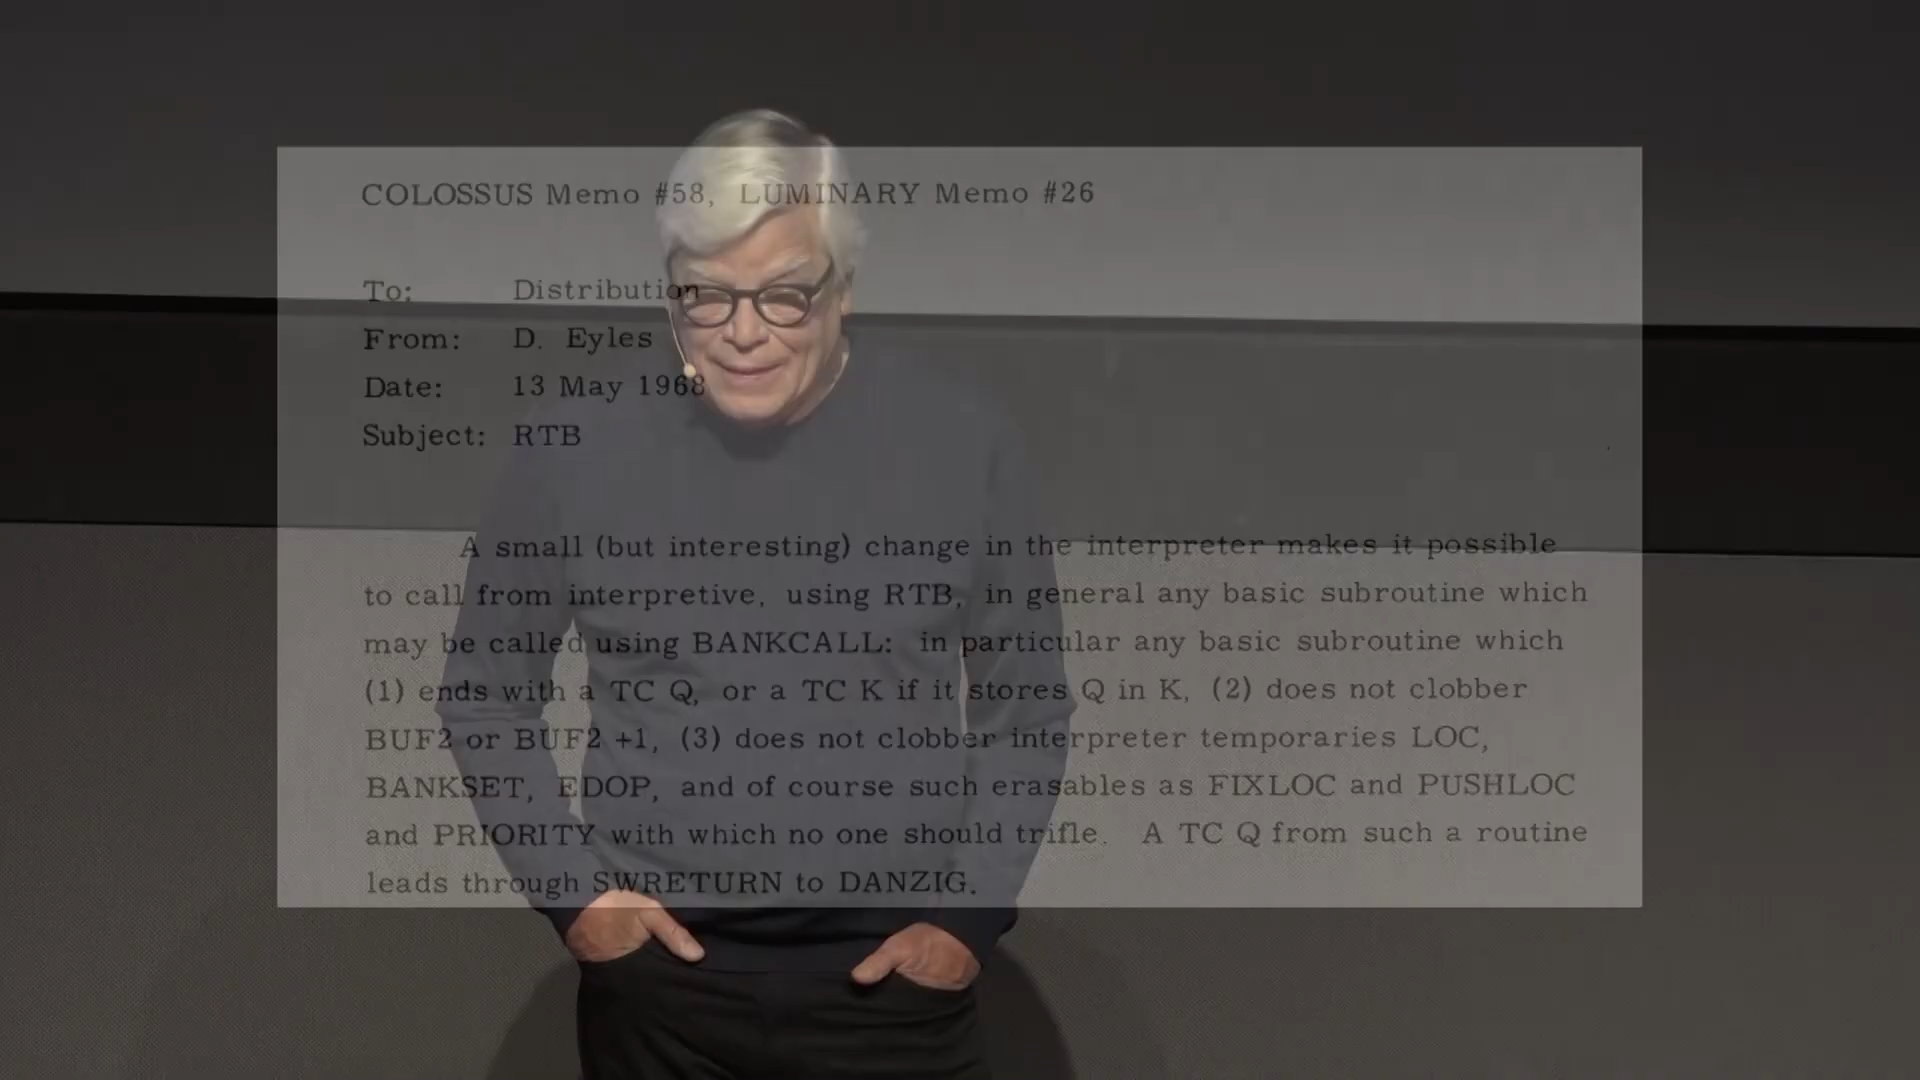 COLOSSUS Memo #58, LUMINARY Memo #26
To: Distribution
From: D. Eyles
Date: 13 May 1968
Subject: RTB
A small (but interesting) change in the interpreter makes it possible
to call from interpretive, using RTB, in general any basic subroutine which
may be called using BANKCALL: in particular any basic subroutine which
(1) ends with a TC Q, or a TC K if it stores Q in K, (2) does not clobber
BUF2 or BUF2 +1, (3) does not clobber interpreter temporaries LOC,
BANKSET, EDOP, and of course such erasables as FIXLOC and PUSHLOC
and PRIORITY with which no one should trifle. A TC Q from such a routine
leads through SWRETURN to DANZIG.